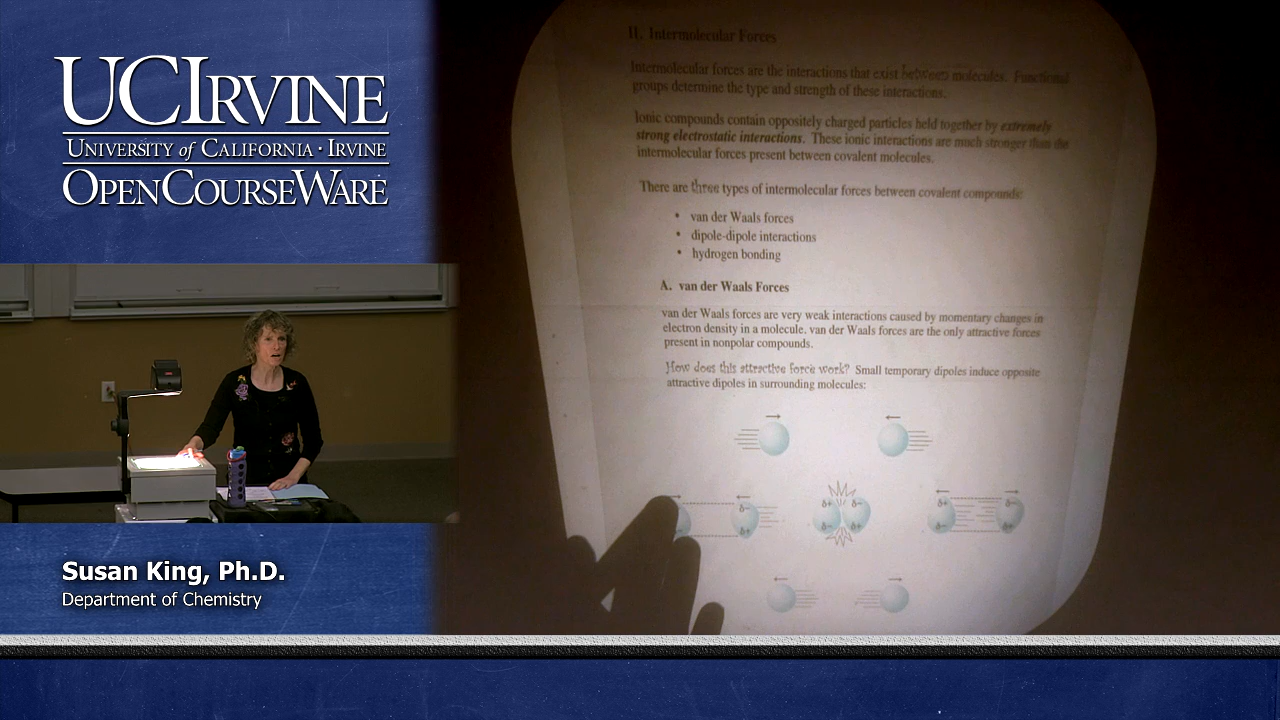 UCIRVINE
UNIVERSITY of CALIFORNIA · IRVINE
OPENCOURSEWARE
Susan King, Ph.D.
Department of Chemistry
II. Intermolecular Forces
Intermolecular forces are the interactions that exist between molecules. Functional
groups determine the type and strength of these interactions.
Ionic compounds contain oppositely charged particles held together by extremely
strong electrostatic interactions. These ionic interactions are much stronger than the
intermolecular forces present between covalent molecules.
There are three types of intermolecular forces between covalent compounds:
• van der Waals forces
• dipole-dipole interactions
• hydrogen bonding
A. van der Waals Forces
van der Waals forces are very weak interactions caused by momentary changes in
electron density in a molecule. van der Waals forces are the only attractive forces
present in nonpolar compounds.
How does this attractive force work? Small temporary dipoles induce opposite
attractive dipoles in surrounding molecules:
δ- δ+ δ- δ+ δ-
δ+ δ- δ+ δ- δ+